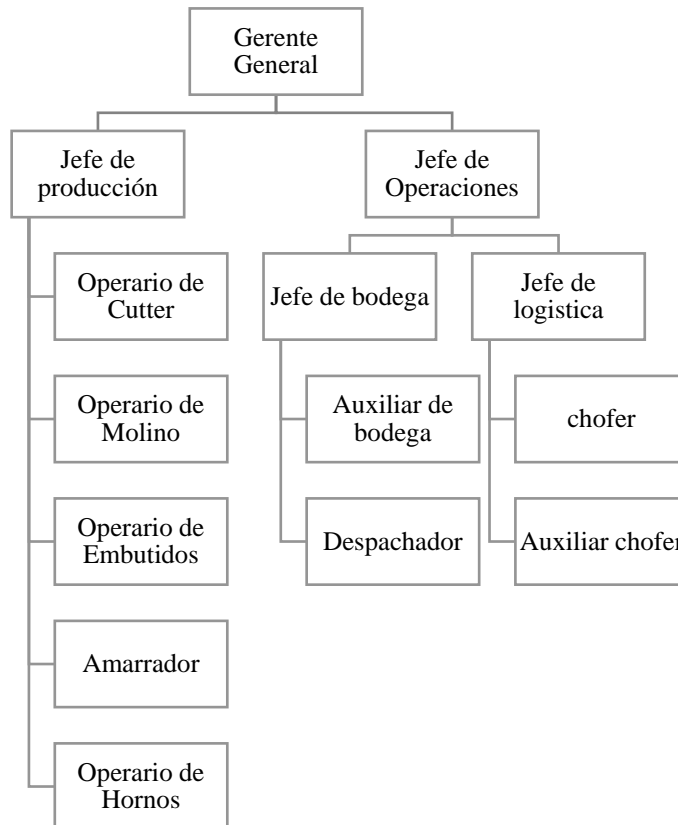 Gerente
General
Jefe de
producción
Jefe de
Operaciones
Operario de
Cutter
Operario de
Molino
Operario de
Embutidos
Amarrador
Operario de
Hornos
Jefe de bodega
Auxiliar de
bodega
Despachador
Jefe de
logistica
chofer
Auxiliar chofer